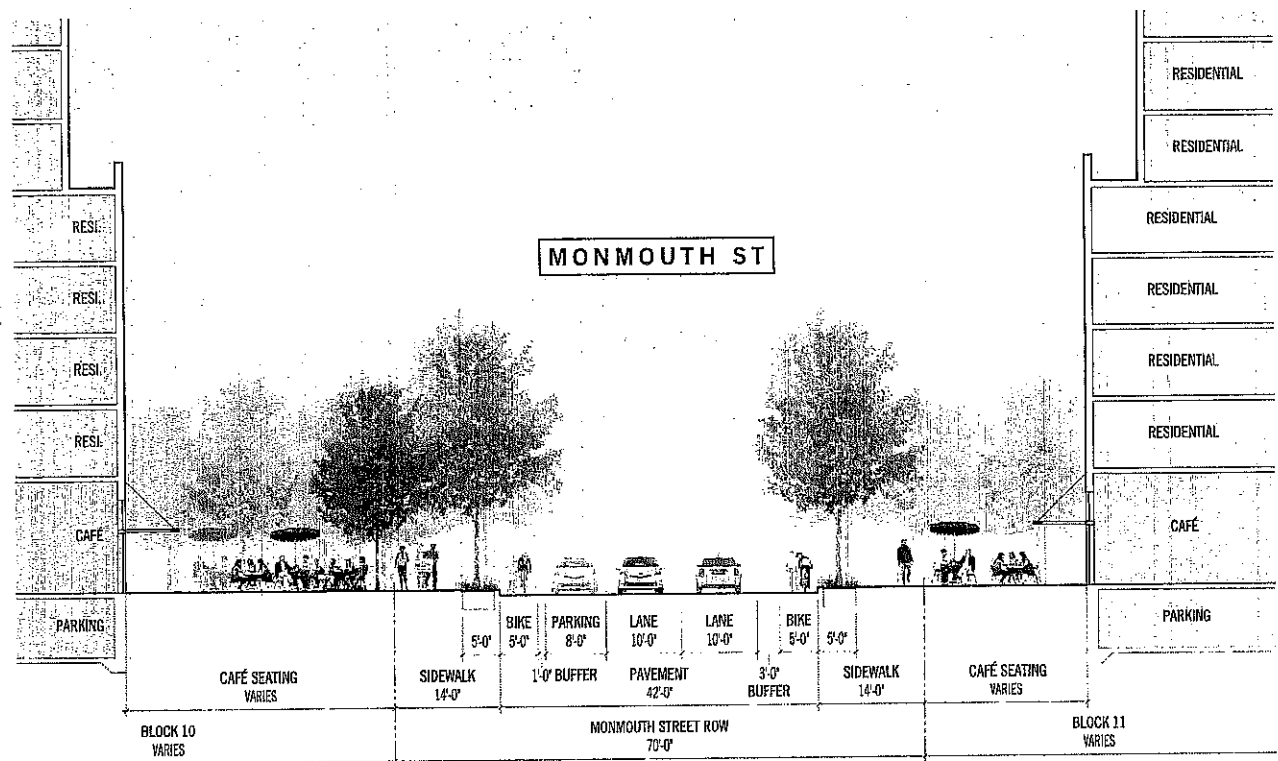 RESIDENTIAL
RESIDENTIAL
RESI.
RESIDENTIAL
MONMOUTH ST
RESI.
RESIDENTIAL
RESI.
RESIDENTIAL
RESI.
RESIDENTIAL
CAFÉ
CAFÉ
PARKING
5'-0"
BIKE
5'-0"
PARKING
8'-0"
LANE
10'-0"
LANE
10'-0"
BIKE
5'-0"
5'-0"
PARKING
CAFÉ SEATING
VARIES
SIDEWALK
14'-0"
1'-0" BUFFER
PAVEMENT
42'-0"
3'-0"
BUFFER
SIDEWALK
14'-0"
CAFÉ SEATING
VARIES
BLOCK 10
VARIES
MONMOUTH STREET ROW
70'-0"
BLOCK 11
VARIES